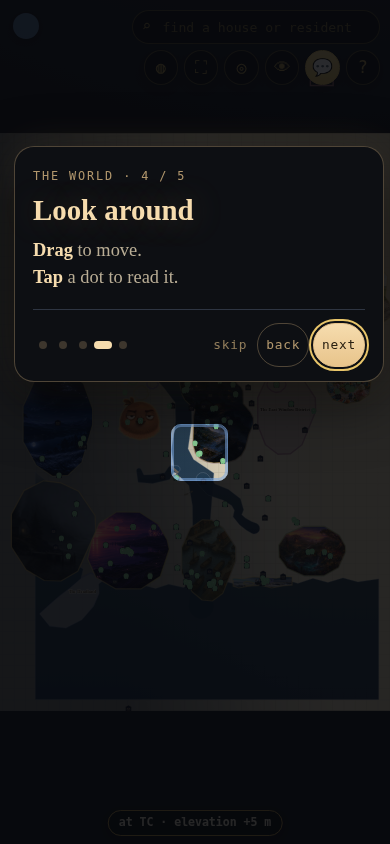 find a house or resident
?
THE WORLD · 4 / 5
Look around
Drag to move.
Tap a dot to read it.
skip back next
at TC · elevation +5 m